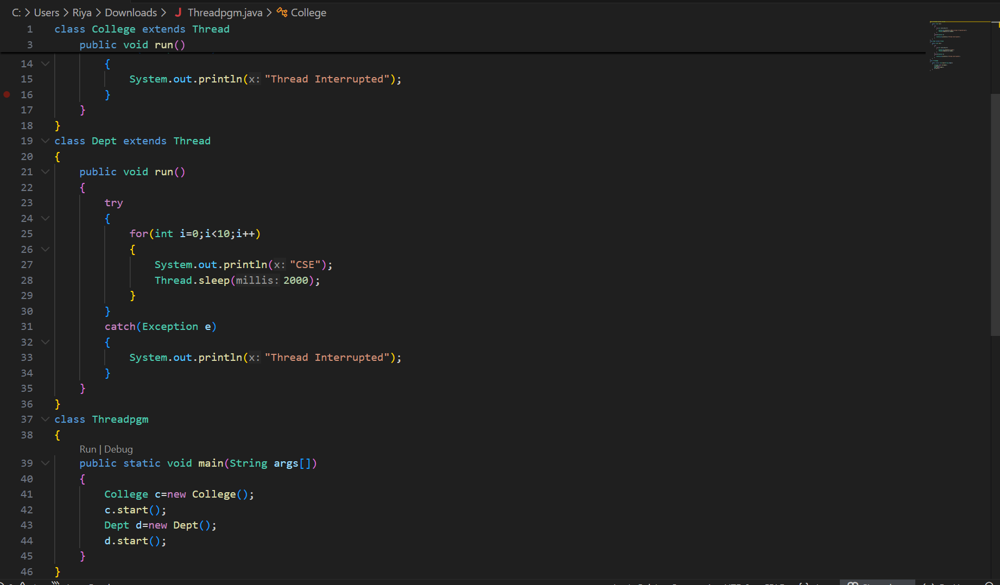 C: > Users > Riya > Downloads > J Threadpgm.java > College
1 class College extends Thread
3 public void run()
14 {
15 System.out.println(x: "Thread Interrupted");
16 }
17 }
18 }
19 class Dept extends Thread
20 {
21 public void run()
22 {
23 try
24 {
25 for(int i=0;i<10;i++)
26 {
27 System.out.println(x: "CSE");
28 Thread.sleep(millis: 2000);
29 }
30 }
31 catch(Exception e)
32 {
33 System.out.println(x: "Thread Interrupted");
34 }
35 }
36 }
37 class Threadpgm
38 {
Run | Debug
39 public static void main(String args[])
40 {
41 College c=new College();
42 c.start();
43 Dept d=new Dept();
44 d.start();
45 }
46 }